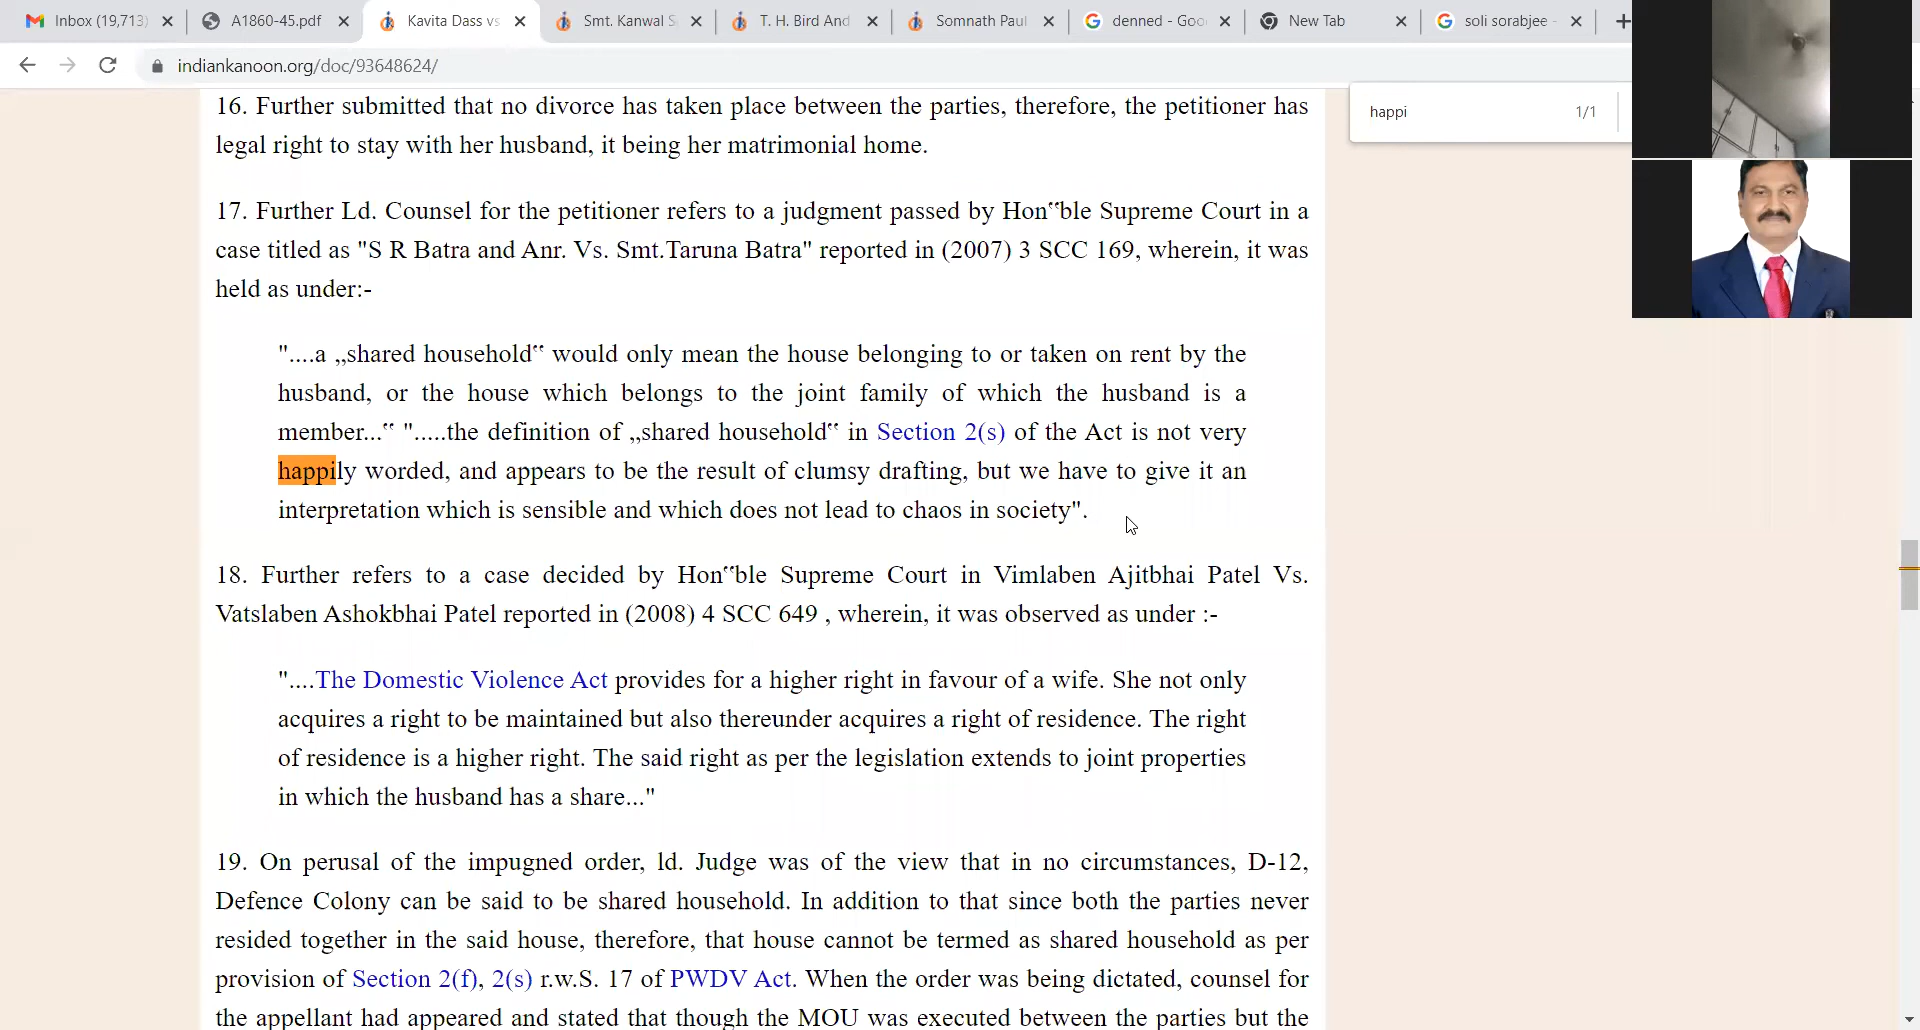 Inbox (19,713)
A1860-45.pdf
Kavita Dass vs
Smt. Kanwal S
T. H. Bird And
Somnath Paul
denned - Goo
New Tab
soli sorabjee -
indiankanoon.org/doc/93648624/
happi 1/1
16. Further submitted that no divorce has taken place between the parties, therefore, the petitioner has
legal right to stay with her husband, it being her matrimonial home.
17. Further Ld. Counsel for the petitioner refers to a judgment passed by Hon‟ble Supreme Court in a
case titled as "S R Batra and Anr. Vs. Smt.Taruna Batra" reported in (2007) 3 SCC 169, wherein, it was
held as under:-
"....a „shared household‟ would only mean the house belonging to or taken on rent by the
husband, or the house which belongs to the joint family of which the husband is a
member...‟ ".....the definition of „shared household‟ in Section 2(s) of the Act is not very
happily worded, and appears to be the result of clumsy drafting, but we have to give it an
interpretation which is sensible and which does not lead to chaos in society".
18. Further refers to a case decided by Hon‟ble Supreme Court in Vimlaben Ajitbhai Patel Vs.
Vatslaben Ashokbhai Patel reported in (2008) 4 SCC 649 , wherein, it was observed as under :-
"....The Domestic Violence Act provides for a higher right in favour of a wife. She not only
acquires a right to be maintained but also thereunder acquires a right of residence. The right
of residence is a higher right. The said right as per the legislation extends to joint properties
in which the husband has a share..."
19. On perusal of the impugned order, ld. Judge was of the view that in no circumstances, D-12,
Defence Colony can be said to be shared household. In addition to that since both the parties never
resided together in the said house, therefore, that house cannot be termed as shared household as per
provision of Section 2(f), 2(s) r.w.S. 17 of PWDV Act. When the order was being dictated, counsel for
the appellant had appeared and stated that though the MOU was executed between the parties but the